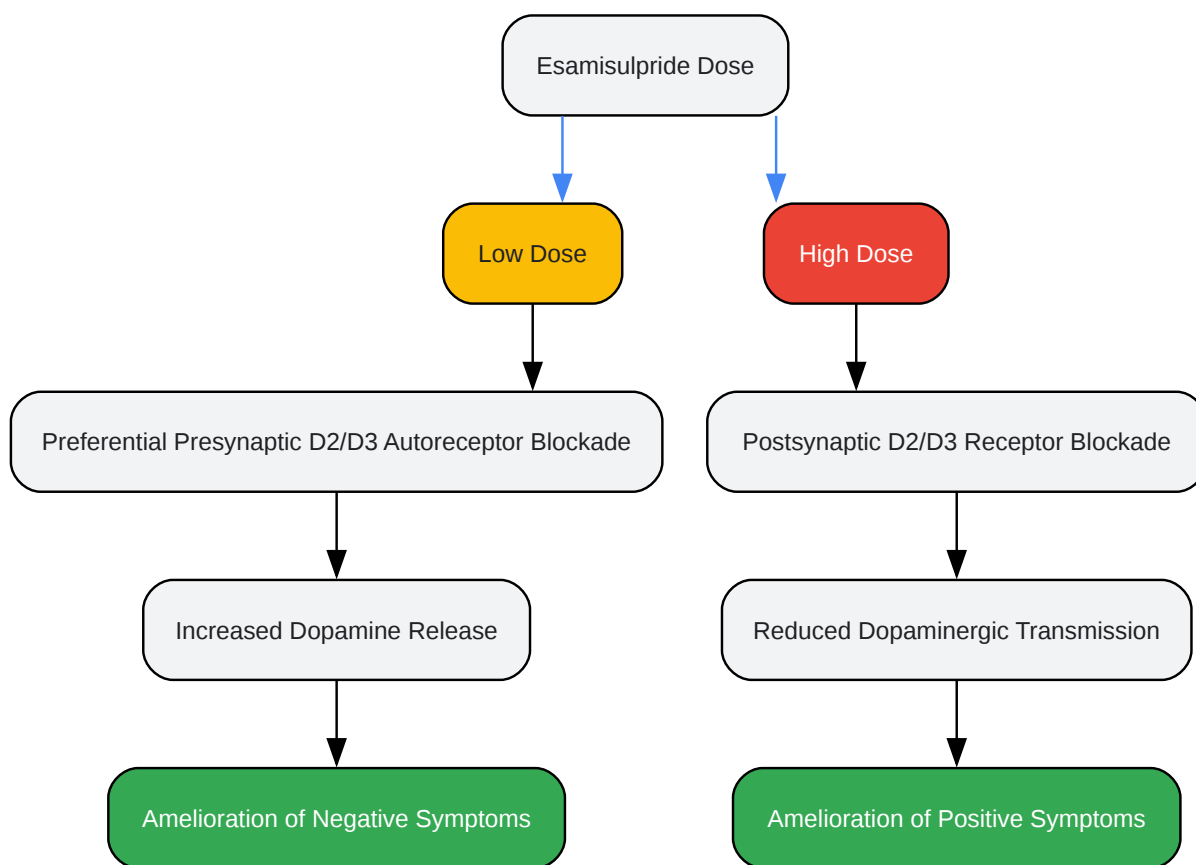 Esamisulpride Dose
Low Dose
High Dose
Preferential Presynaptic D2/D3 Autoreceptor Blockade
Postsynaptic D2/D3 Receptor Blockade
Increased Dopamine Release
Reduced Dopaminergic Transmission
Amelioration of Negative Symptoms
Amelioration of Positive Symptoms